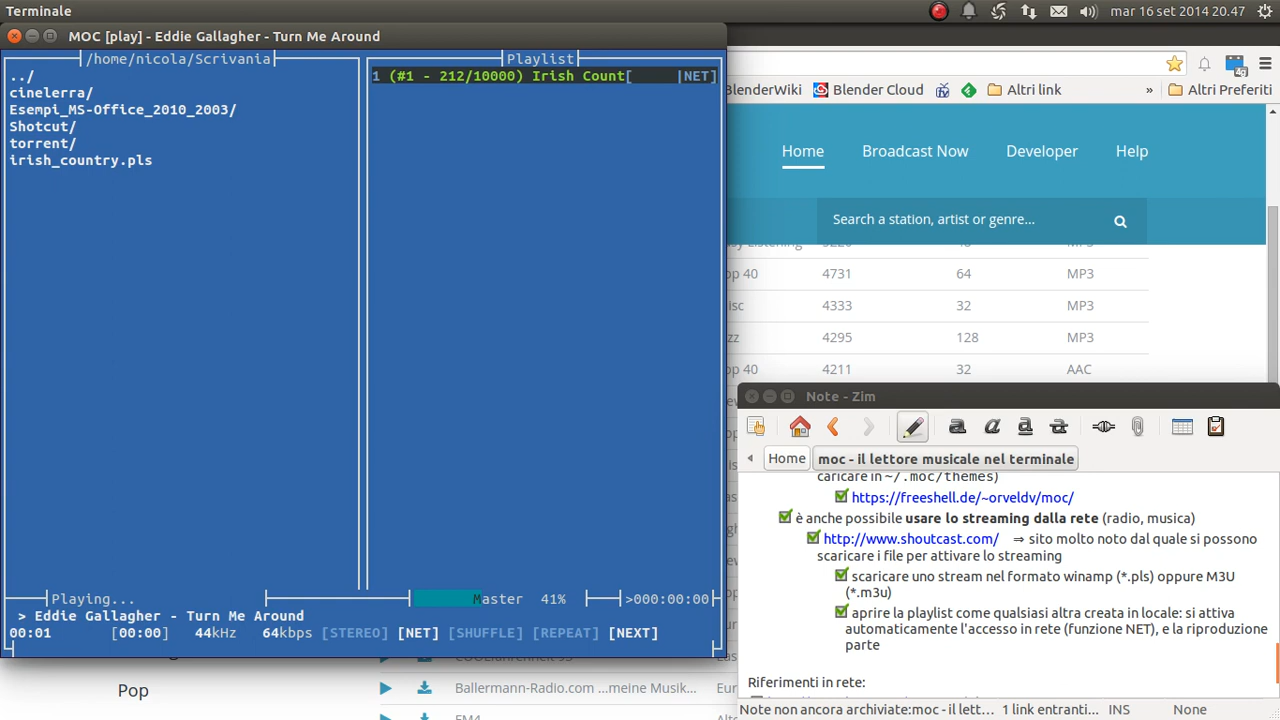 Terminale
mar 16 set 2014 20.47
MOC [play] - Eddie Gallagher - Turn Me Around
/home/nicola/Scrivania
Playlist
../
cinelerra/
Esempi_MS-Office_2010_2003/
Shotcut/
torrent/
irish_country.pls
1 (#1 - 212/10000) Irish Count[ |NET]
Playing...
Master 41%
>000:00:00
> Eddie Gallagher - Turn Me Around
00:01 [00:00] 44kHz 64kbps [STEREO] [NET] [SHUFFLE] [REPEAT] [NEXT]
BlenderWiki
Blender Cloud
Altri link
»
Altri Preferiti
Home
Broadcast Now
Developer
Help
Search a station, artist or genre...
4731 64 MP3
4333 32 MP3
4295 128 MP3
4211 32 AAC
Note - Zim
Home
moc - il lettore musicale nel terminale
caricare in ~/.moc/themes)
https://freeshell.de/~orveldv/moc/
è anche possibile usare lo streaming dalla rete (radio, musica)
http://www.shoutcast.com/ ⇒ sito molto noto dal quale si possono
scaricare i file per attivare lo streaming
scaricare uno stream nel formato winamp (*.pls) oppure M3U
(*.m3u)
aprire la playlist come qualsiasi altra creata in locale: si attiva
automaticamente l'accesso in rete (funzione NET), e la riproduzione
parte
Riferimenti in rete:
Note non ancora archiviate:moc - il lett...
1 link entranti...
INS
None
Pop
Ballermann-Radio.com ...meine Musik...